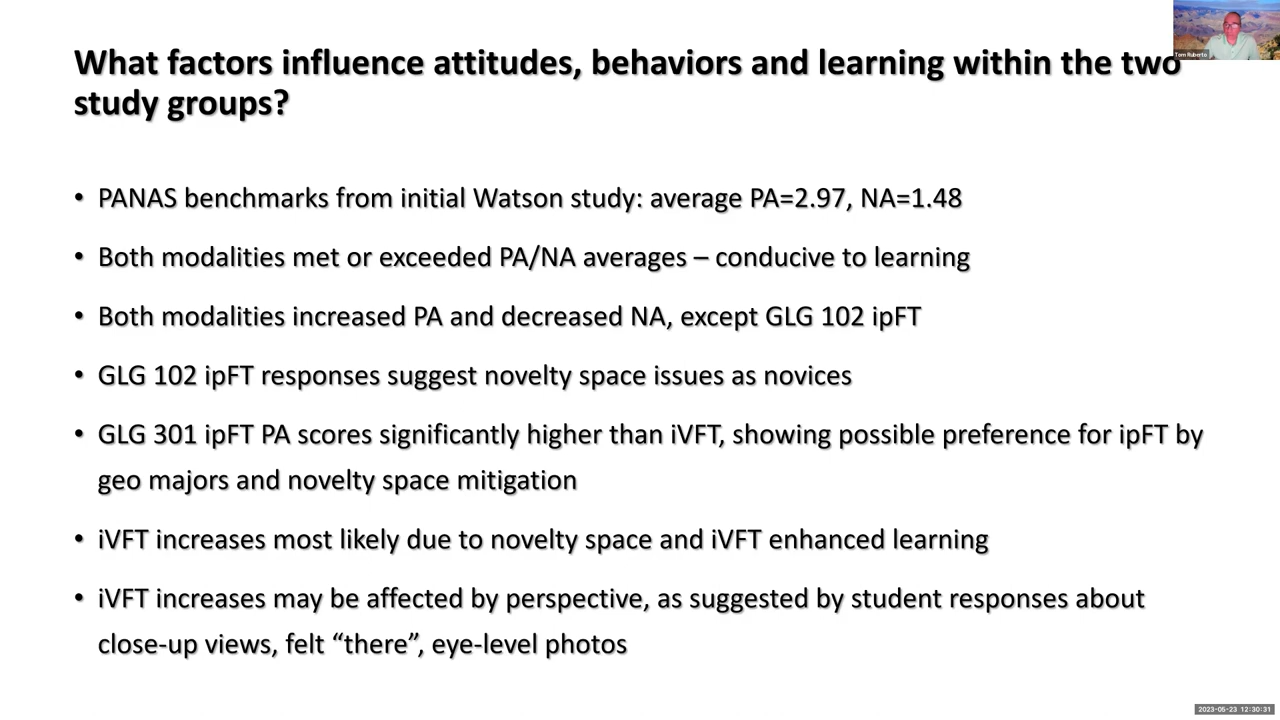 What factors influence attitudes, behaviors and learning within the two
study groups?
Tom Ruberto
• PANAS benchmarks from initial Watson study: average PA=2.97, NA=1.48
• Both modalities met or exceeded PA/NA averages – conducive to learning
• Both modalities increased PA and decreased NA, except GLG 102 ipFT
• GLG 102 ipFT responses suggest novelty space issues as novices
• GLG 301 ipFT PA scores significantly higher than iVFT, showing possible preference for ipFT by
geo majors and novelty space mitigation
• iVFT increases most likely due to novelty space and iVFT enhanced learning
• iVFT increases may be affected by perspective, as suggested by student responses about
close-up views, felt “there”, eye-level photos
2023-05-23 12:30:31